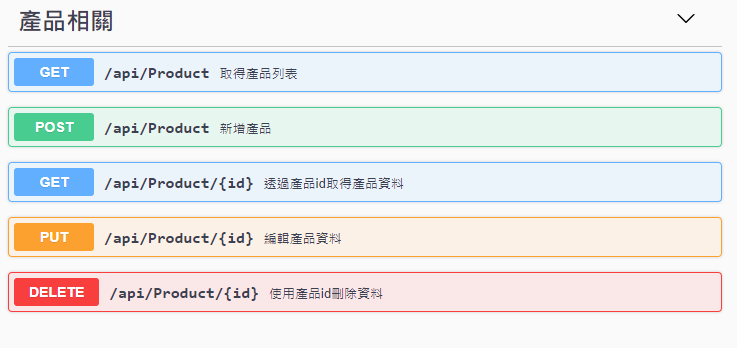 產品相關
GET /api/Product 取得產品列表
POST /api/Product 新增產品
GET /api/Product/{id} 透過產品id取得產品資料
PUT /api/Product/{id} 編輯產品資料
DELETE /api/Product/{id} 使用產品id刪除資料